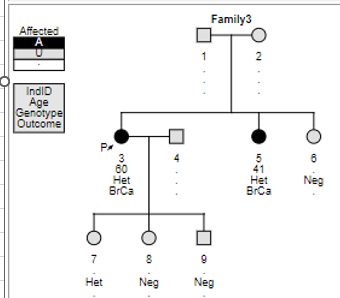 Family3
Affected
A
U
.
IndID
Age
Genotype
Outcome
1 2
. .
. .
. .
P
3 4 5 6
60 . 41 .
Het . Het Neg
BrCa . BrCa .
7 8 9
. . .
Het Neg Neg
. . .